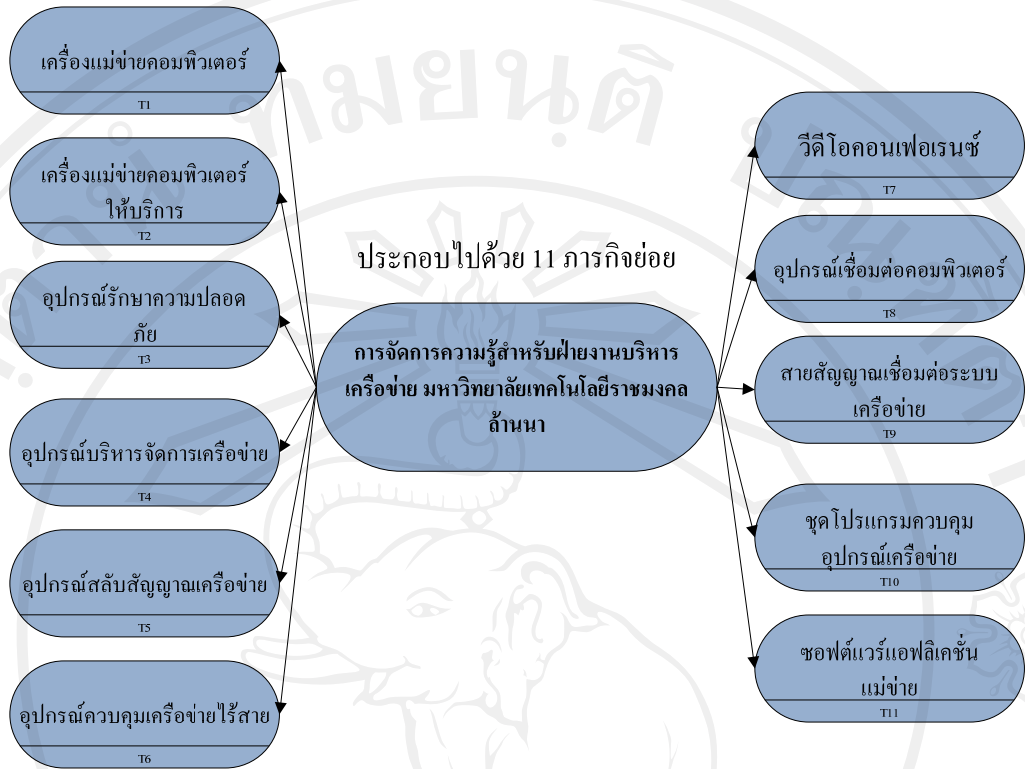 เครื่องแม่ข่ายคอมพิวเตอร์
T1
เครื่องแม่ข่ายคอมพิวเตอร์
ให้บริการ
T2
อุปกรณ์รักษาความปลอด
ภัย
T3
อุปกรณ์บริหารจัดการเครือข่าย
T4
อุปกรณ์สลับสัญญาณเครือข่าย
T5
อุปกรณ์ควบคุมเครือข่ายไร้สาย
T6
ประกอบไปด้วย 11 ภารกิจย่อย
การจัดการความรู้สำหรับฝ่ายงานบริหาร
เครือข่าย มหาวิทยาลัยเทคโนโลยีราชมงคล
ล้านนา
วีดีโอคอนเฟอเรนซ์
T7
อุปกรณ์เชื่อมต่อคอมพิวเตอร์
T8
สายสัญญาณเชื่อมต่อระบบ
เครือข่าย
T9
ชุดโปรแกรมควบคุม
อุปกรณ์เครือข่าย
T10
ซอฟต์แวร์แอฟลิเคชั่น
แม่ข่าย
T11